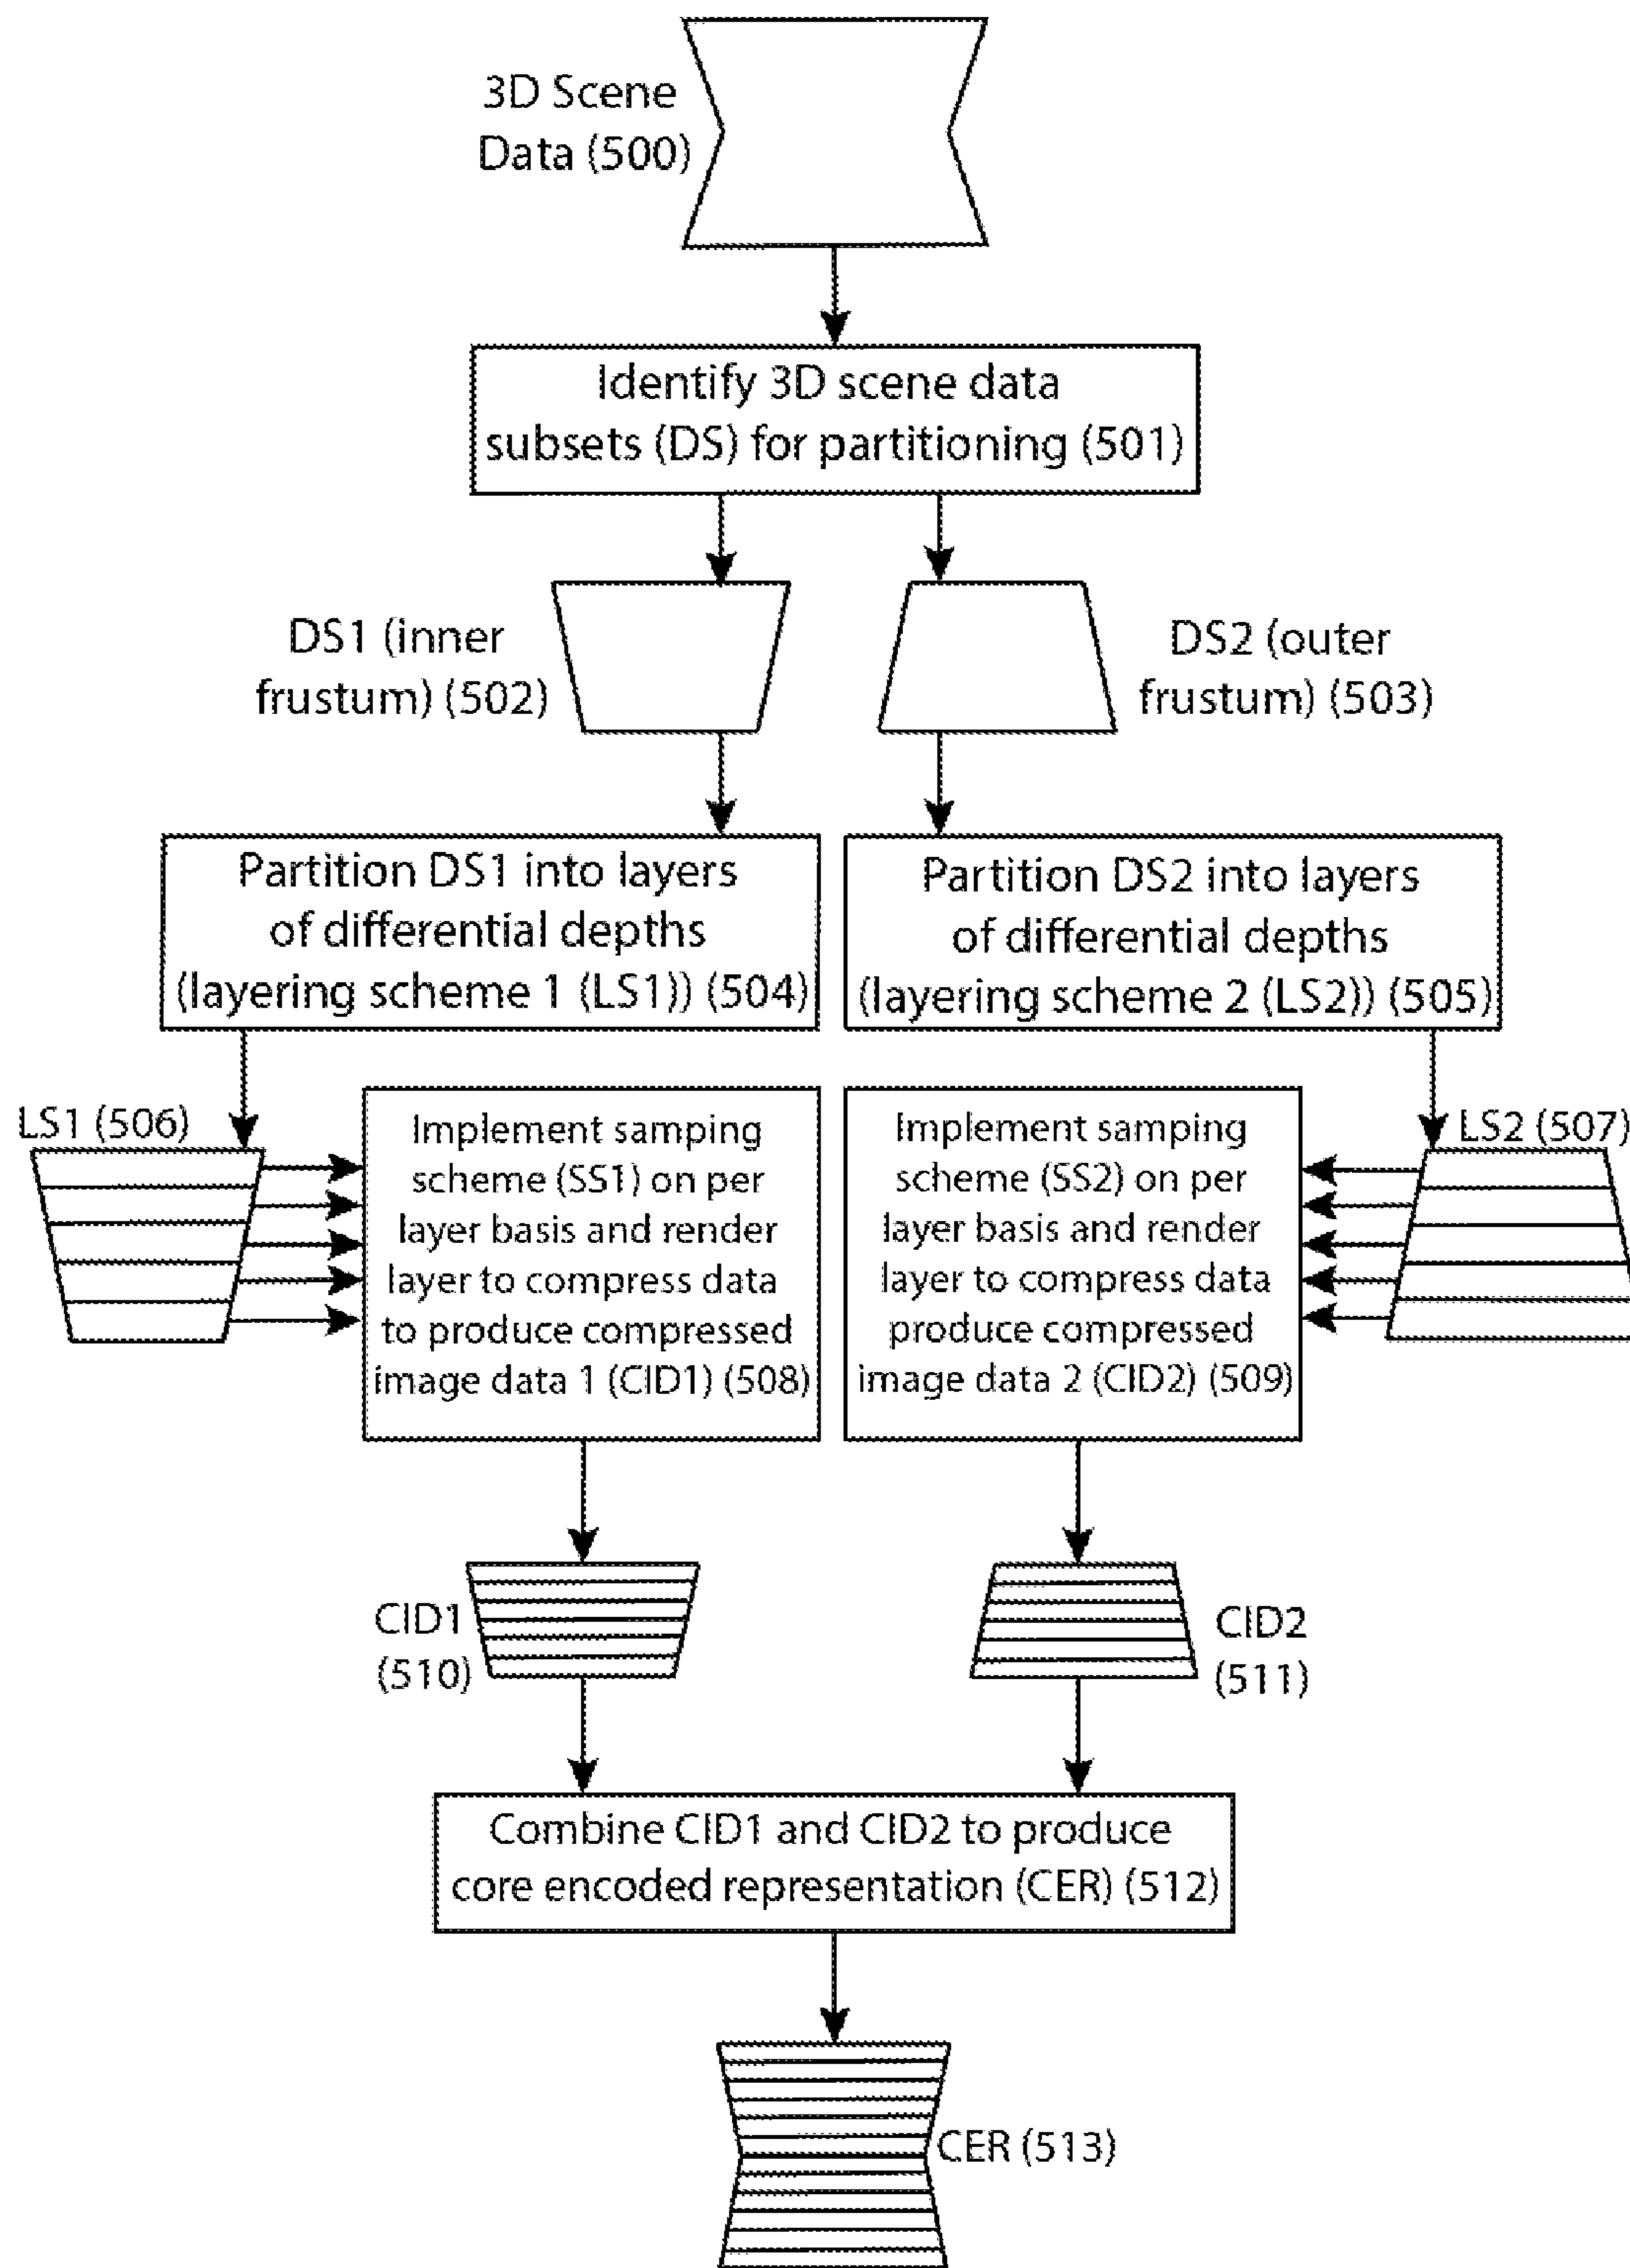 3D Scene
Data (500)
Identify 3D scene data
subsets (DS) for partitioning (501)
DS1 (inner
frustum) (502)
DS2 (outer
frustum) (503)
Partition DS1 into layers
of differential depths
(layering scheme 1 (LS1)) (504)
Partition DS2 into layers
of differential depths
(layering scheme 2 (LS2)) (505)
LS1 (506)
Implement samping
scheme (SS1) on per
layer basis and render
layer to compress data
to produce compressed
image data 1 (CID1) (508)
Implement samping
scheme (SS2) on per
layer basis and render
layer to compress data
produce compressed
image data 2 (CID2) (509)
LS2 (507)
CID1
(510)
CID2
(511)
Combine CID1 and CID2 to produce
core encoded representation (CER) (512)
CER (513)